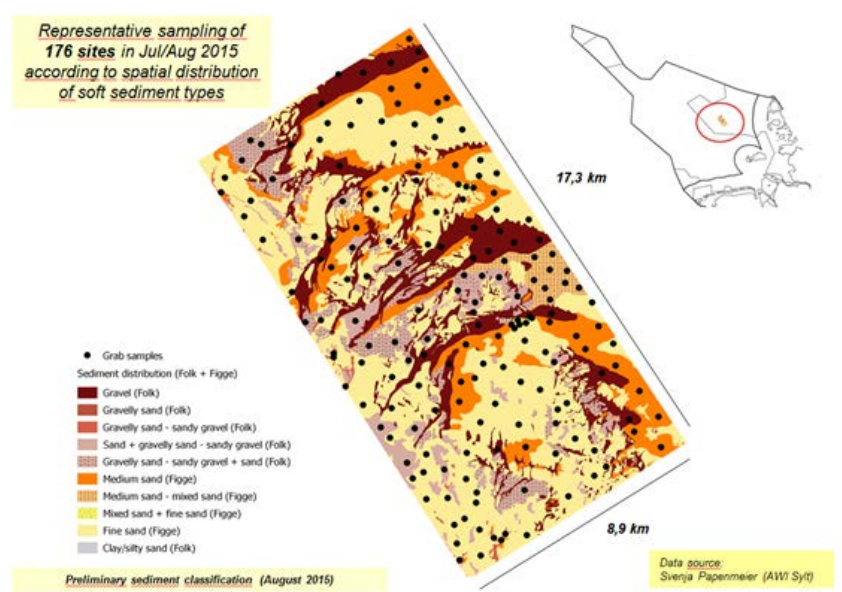 Representative sampling of
176 sites in Jul/Aug 2015
according to spatial distribution
of soft sediment types
17,3 km
Grab samples
Sediment distribution (Folk + Figge)
Gravel (Folk)
Gravelly sand (Folk)
Gravelly sand - sandy gravel (Folk)
Sand + gravelly sand - sandy gravel (Folk)
Gravelly sand - sandy gravel + sand (Folk)
Medium sand (Figge)
Medium sand - mixed sand (Figge)
Mixed sand + fine sand (Figge)
Fine sand (Figge)
Clay/silty sand (Folk)
8,9 km
Preliminary sediment classification (August 2015)
Data source:
Svenja Papenmeier (AWI Sylt)